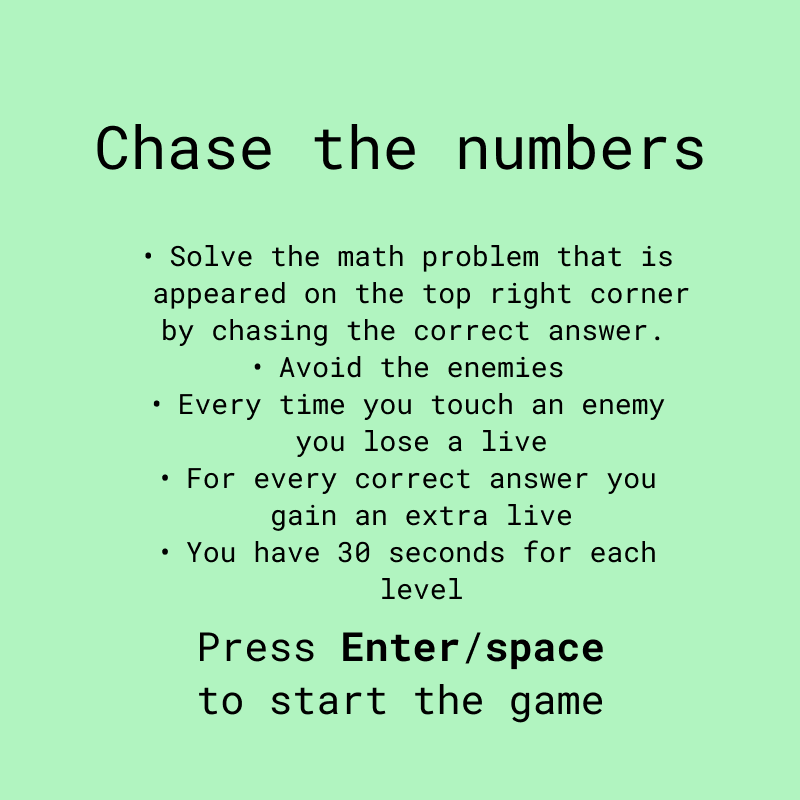 Chase the numbers
• Solve the math problem that is
appeared on the top right corner
by chasing the correct answer.
• Avoid the enemies
• Every time you touch an enemy
you lose a live
• For every correct answer you
gain an extra live
• You have 30 seconds for each
level
Press Enter/space
to start the game